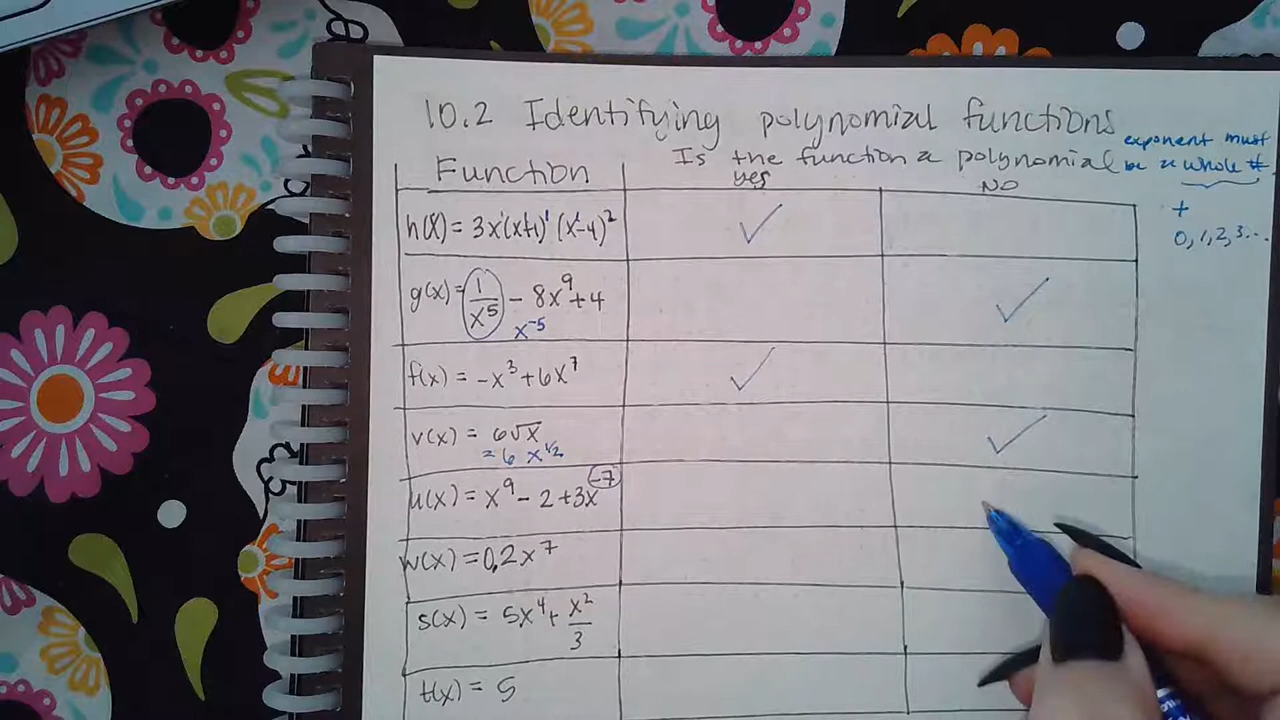 10.2 Identifying polynomial functions
exponent must
be a whole #.
+
0, 1, 2, 3...
Is the function a polynomial
Function
yes
NO
h(8) = 3x¹(x+1)¹ (x¹-4)²
g(x) = 1/x⁵ - 8x⁹ + 4
x⁻⁵
f(x) = -x³ + 6x⁷
v(x) = 6√x
= 6 x^1/2
u(x) = x⁹ - 2 + 3x⁻⁷
w(x) = 0.2x⁷
s(x) = 5x⁴ + x²/3
t(x) = 5